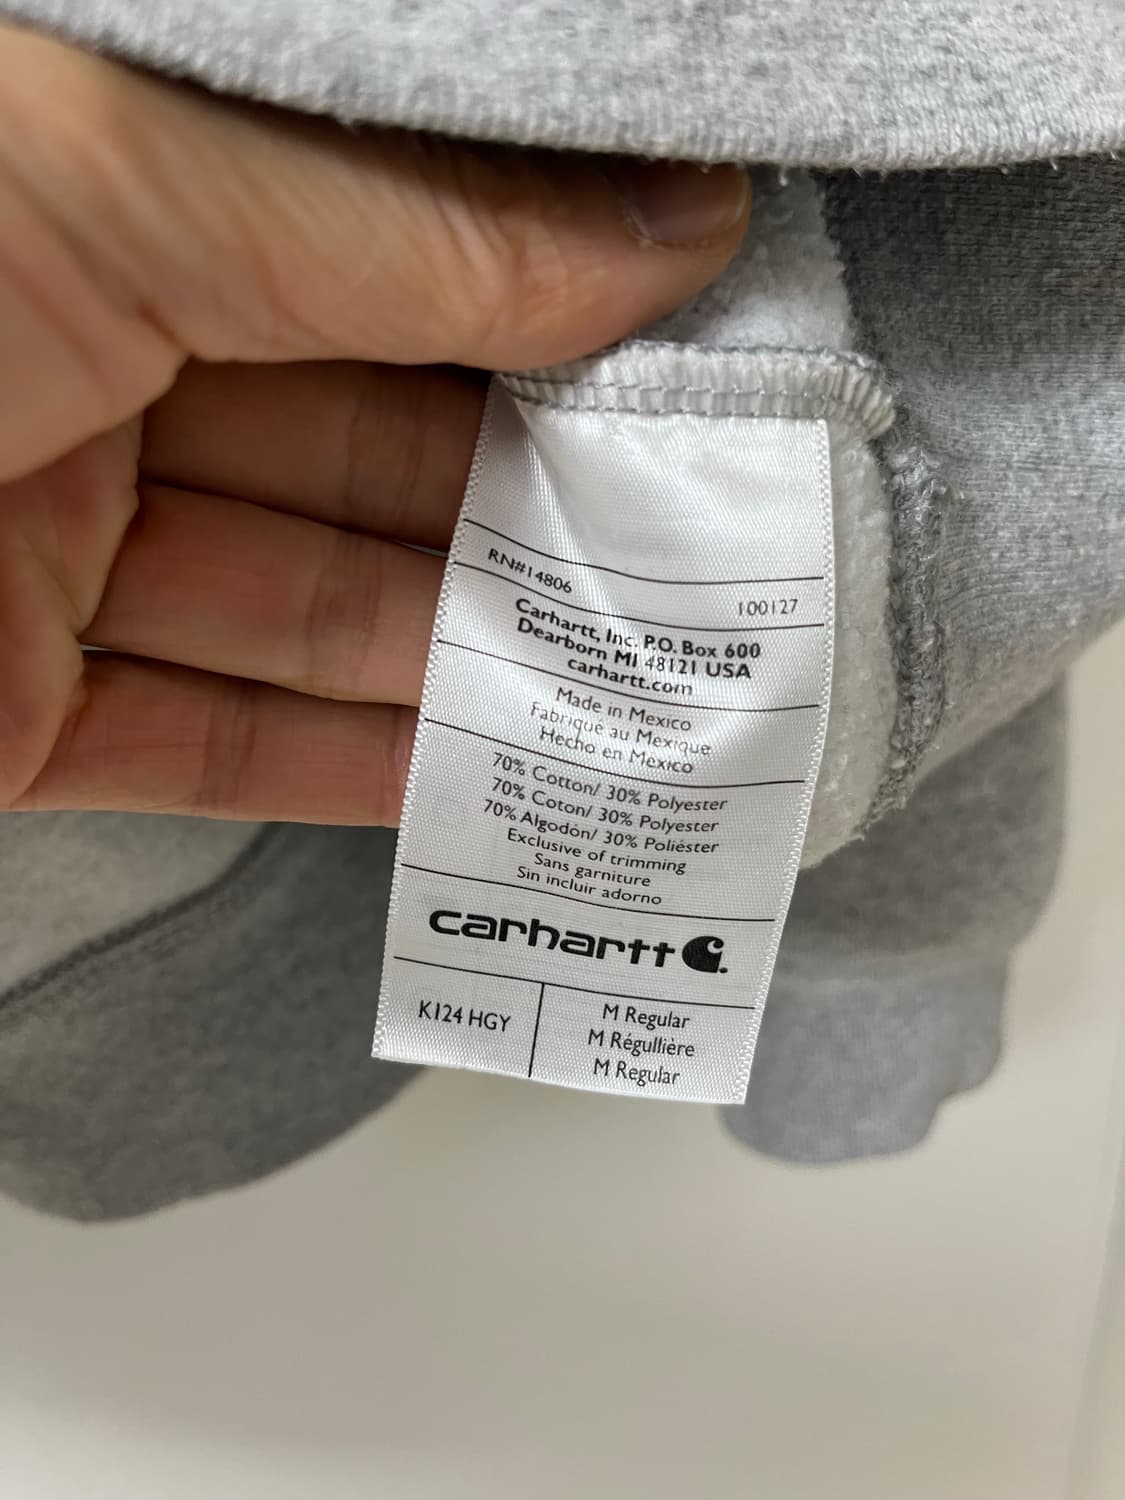 RN#14806 100127
Carhartt, Inc. P.O. Box 600
Dearborn MI 48121 USA
carhartt.com
Made in Mexico
Fabriqué au Mexique
Hecho en Mexico
70% Cotton/ 30% Polyester
70% Coton/ 30% Polyester
70% Algodón/ 30% Poliéster
Exclusive of trimming
Sans garniture
Sin incluir adorno
carhartt
K124 HGY
M Regular
M Régullière
M Regular